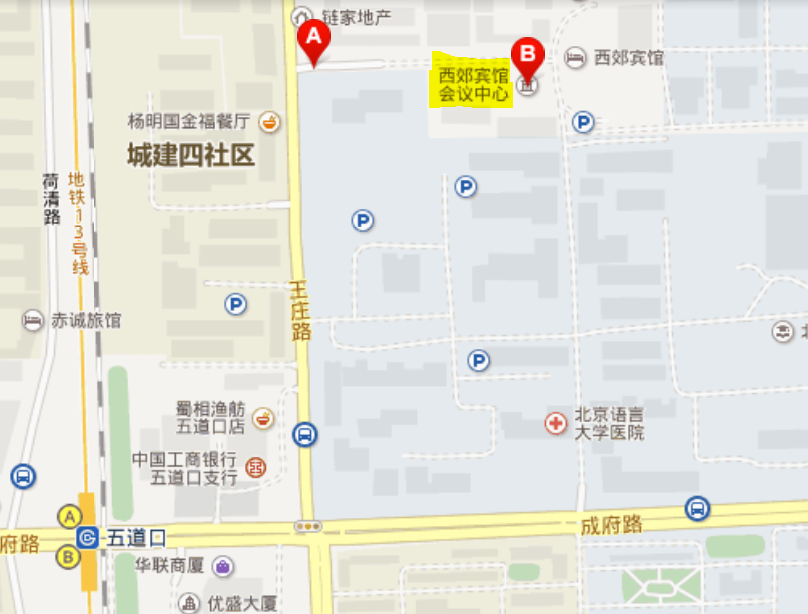 链家地产
A
B
西郊宾馆
会议中心
西郊宾馆
杨明国金福餐厅
P
城建四社区
荷清路
地铁13号线
P
P
P
王庄路
赤诚旅馆
P
蜀相渔舫
五道口店
北京语言
大学医院
中国工商银行
五道口支行
A
五道口
B
府路
成府路
华联商厦
优盛大厦